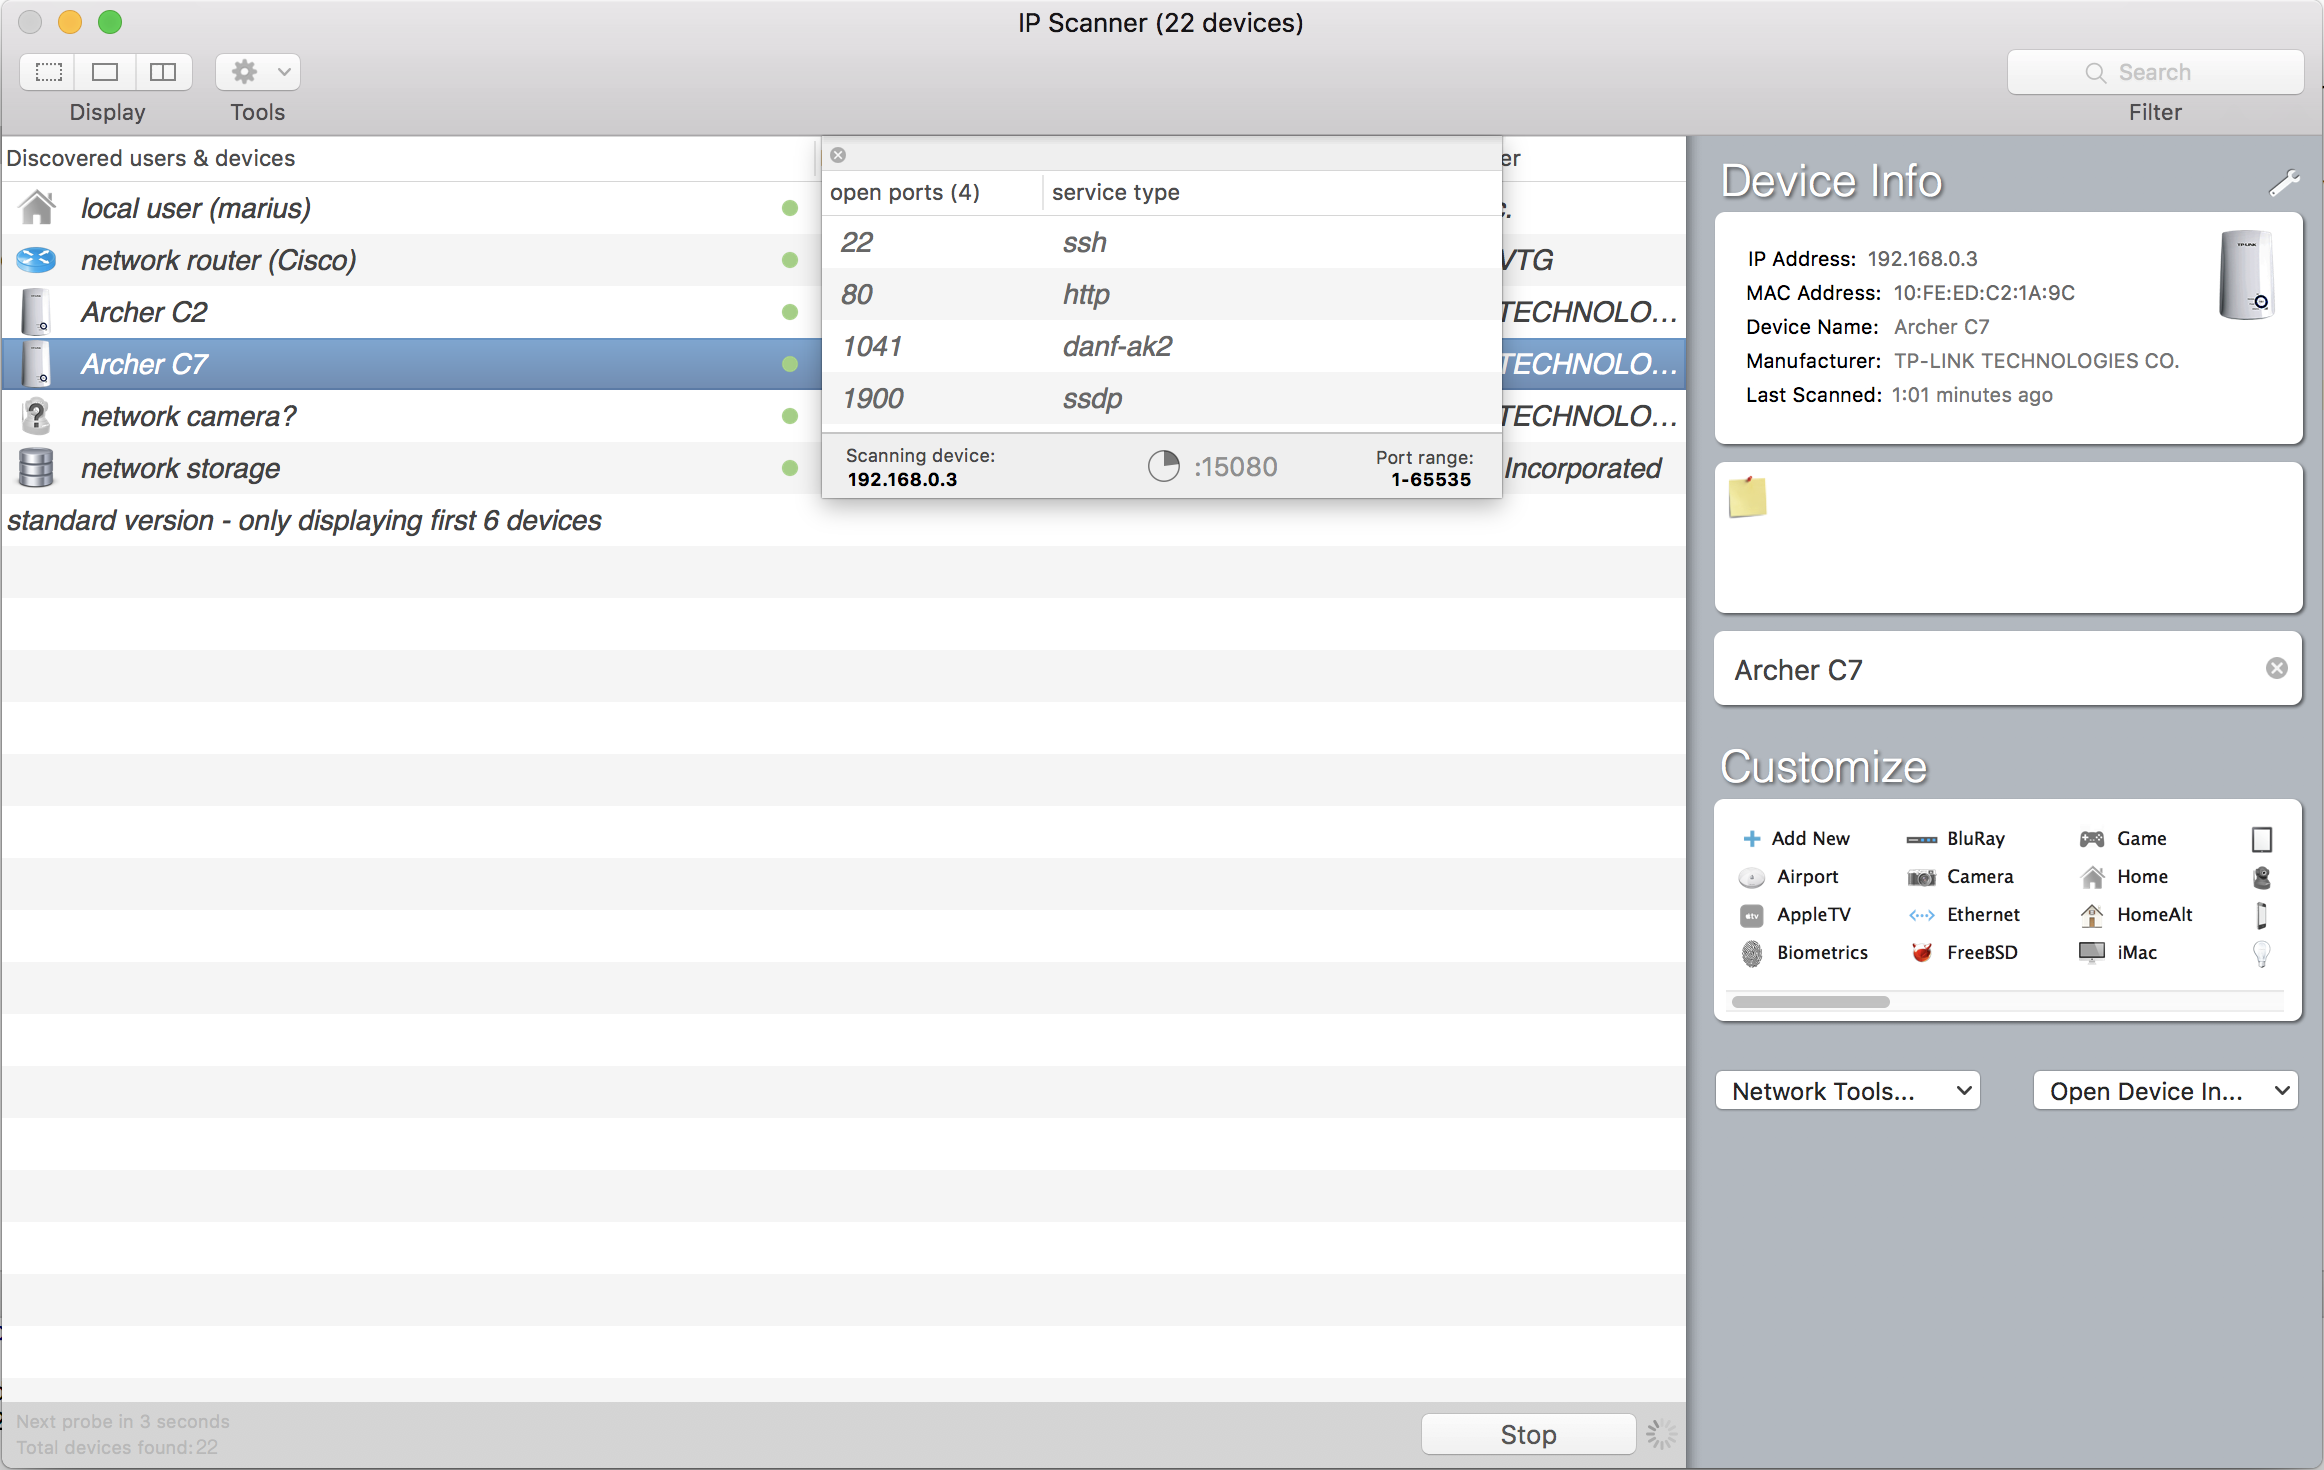 IP Scanner (22 devices)
Display
Tools
Search
Filter
Discovered users & devices
er
local user (marius)
network router (Cisco)
VTG
Archer C2
TECHNOLO...
Archer C7
TECHNOLO...
network camera?
TECHNOLO...
network storage
Incorporated
standard version - only displaying first 6 devices
open ports (4)
service type
22
ssh
80
http
1041
danf-ak2
1900
ssdp
Scanning device:
192.168.0.3
:15080
Port range:
1-65535
Device Info
IP Address: 192.168.0.3
MAC Address: 10:FE:ED:C2:1A:9C
Device Name: Archer C7
Manufacturer: TP-LINK TECHNOLOGIES CO.
Last Scanned: 1:01 minutes ago
TP-LINK
Archer C7
Customize
Add New
BluRay
Game
Airport
Camera
Home
AppleTV
Ethernet
HomeAlt
Biometrics
FreeBSD
iMac
Network Tools...
Open Device In...
Next probe in 3 seconds
Total devices found: 22
Stop